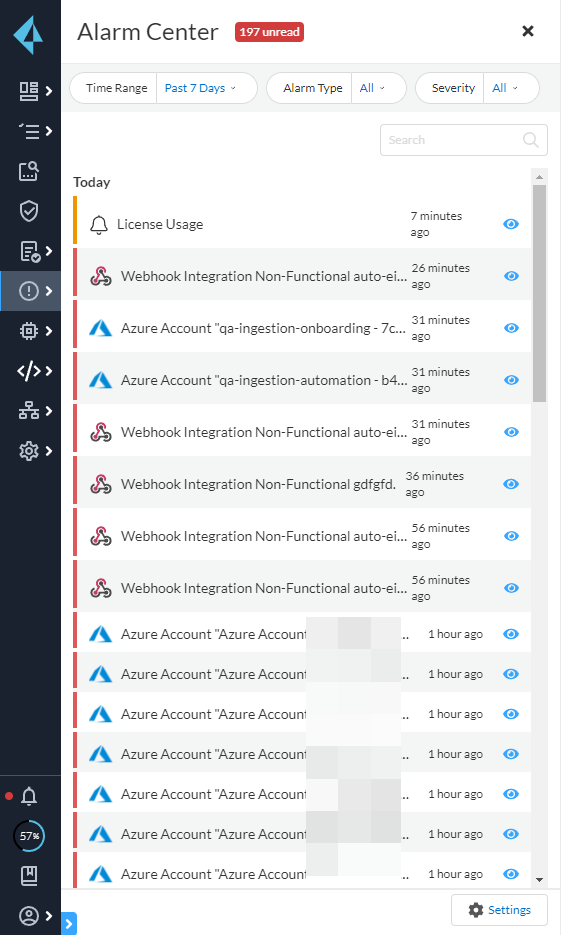 Alarm Center 197 unread
Time Range Past 7 Days Alarm Type All Severity All
Search
Today
License Usage 7 minutes ago
Webhook Integration Non-Functional auto-ei... 26 minutes ago
Azure Account "qa-ingestion-onboarding - 7c... 31 minutes ago
Azure Account "qa-ingestion-automation - b4... 31 minutes ago
Webhook Integration Non-Functional auto-ei... 31 minutes ago
Webhook Integration Non-Functional gdfgfd. 36 minutes ago
Webhook Integration Non-Functional auto-ei... 56 minutes ago
Webhook Integration Non-Functional auto-ei... 56 minutes ago
Azure Account "Azure Account .. 1 hour ago
Azure Account "Azure Account .. 1 hour ago
Azure Account "Azure Account .. 1 hour ago
Azure Account "Azure Account .. 1 hour ago
Azure Account "Azure Account .. 1 hour ago
Azure Account "Azure Account .. 1 hour ago
Azure Account "Azure Account .. 1 hour ago
57%
Settings